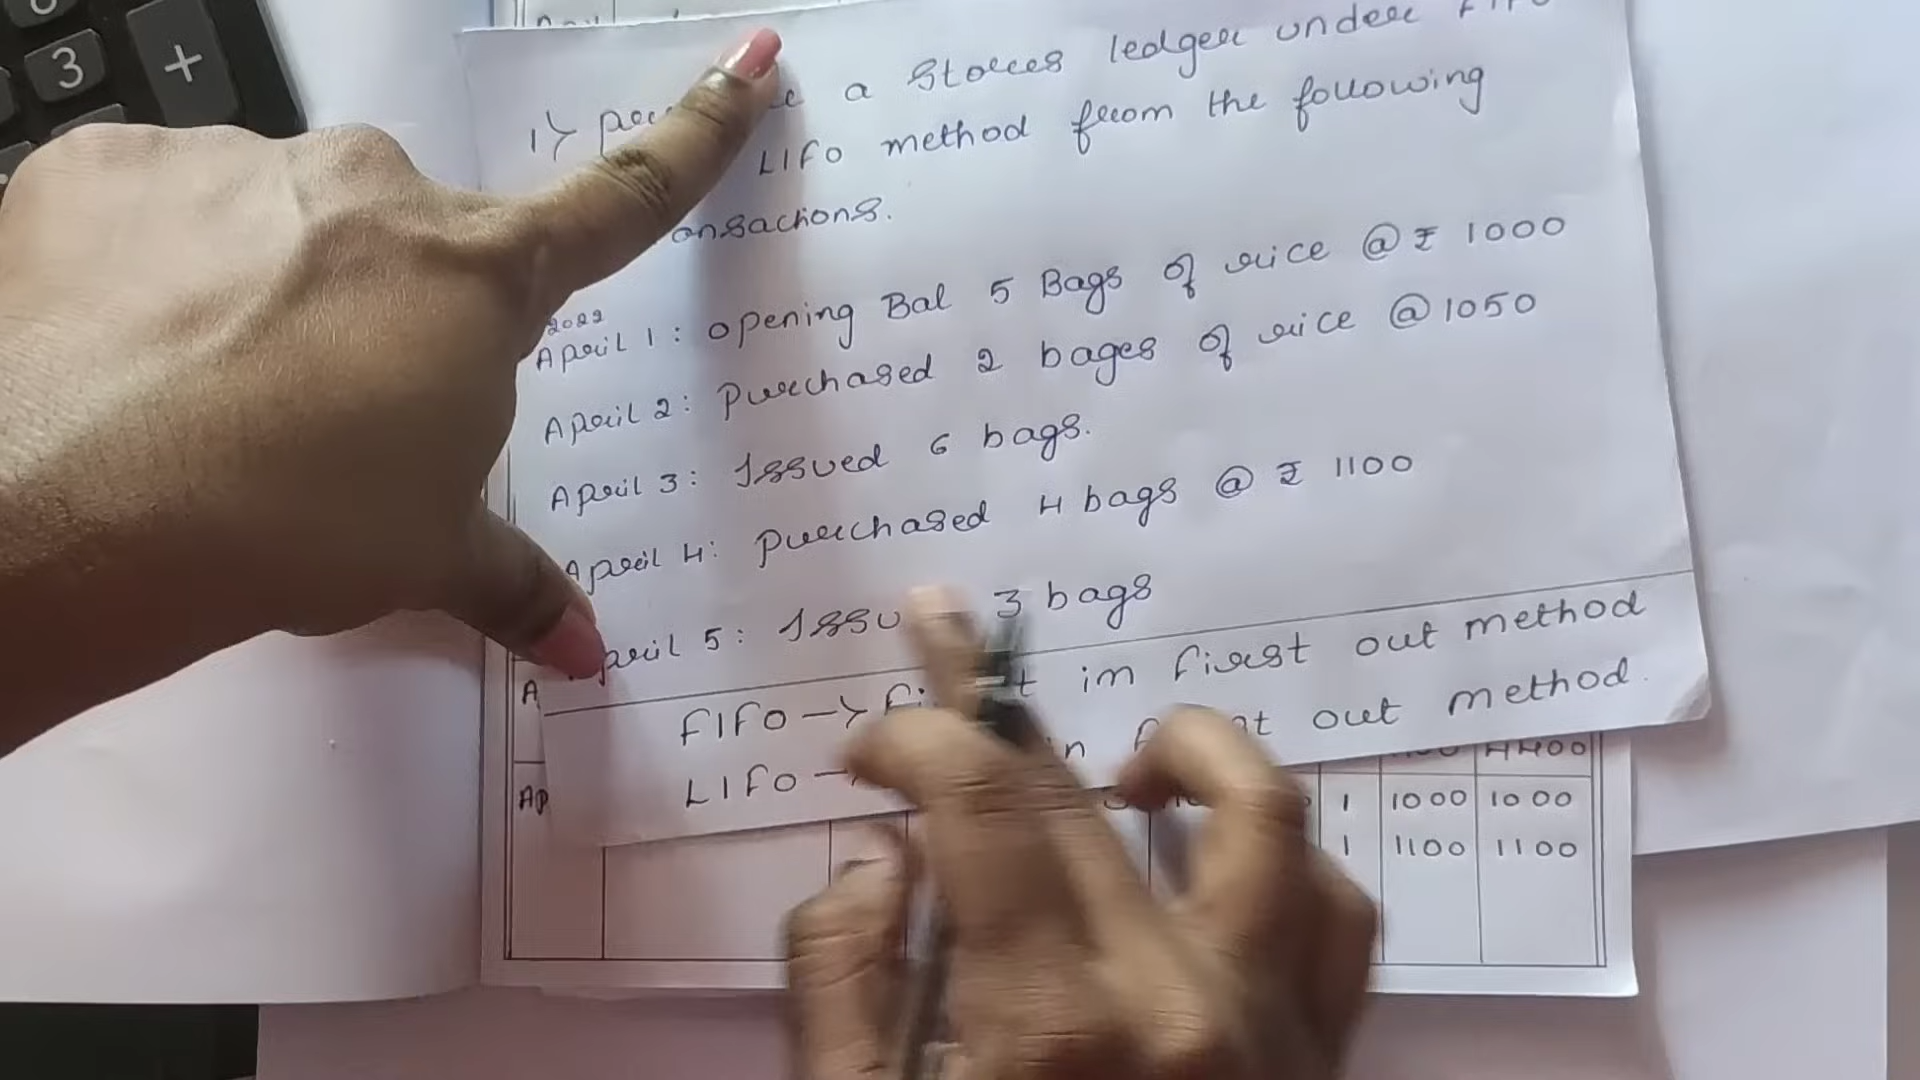 3 +
1> a Stores ledger under
LIFO method from the following
onsactions.
2022
April 1: opening Bal 5 Bags of rice @ ₹ 1000
April 2: purchased 2 bages of rice @ 1050
April 3: Issued 6 bags.
April 4: purchased 4 bags @ ₹ 1100
pril 5: Issu 3 bags
FIFO -> in first out method
LIFO -> in out method.
4400
1 1000 1000
1 1100 1100